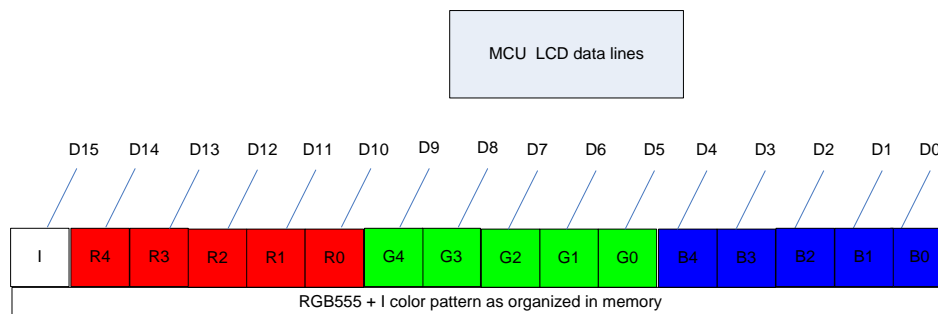 MCU LCD data lines
D15 D14 D13 D12 D11 D10 D9 D8 D7 D6 D5 D4 D3 D2 D1 D0
I R4 R3 R2 R1 R0 G4 G3 G2 G1 G0 B4 B3 B2 B1 B0
RGB555 + I color pattern as organized in memory